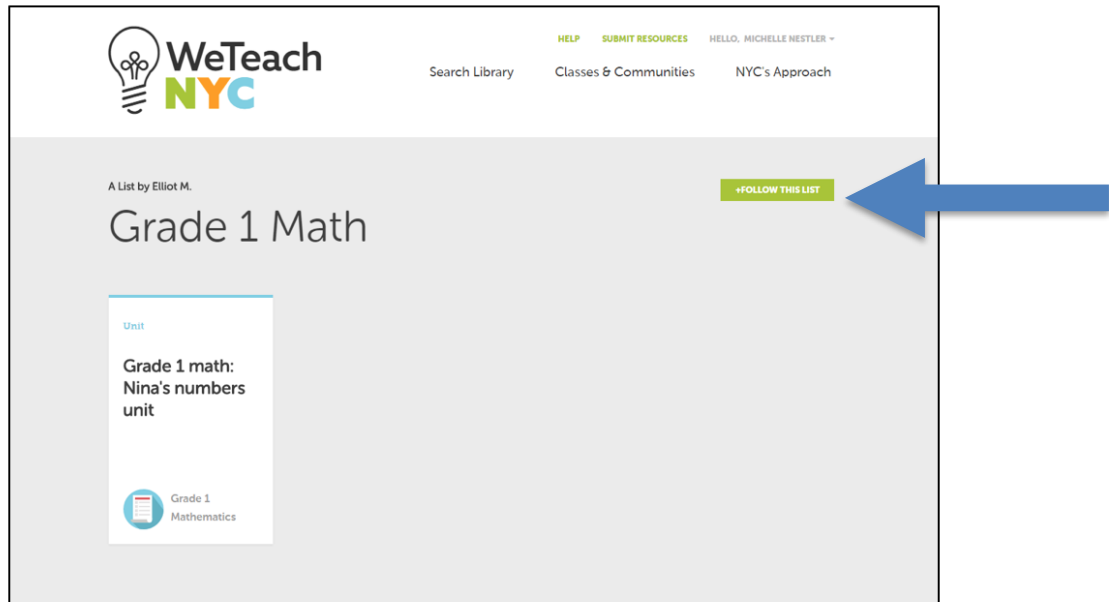 WeTeach
NYC
HELP SUBMIT RESOURCES HELLO, MICHELLE NESTLER
Search Library Classes & Communities NYC's Approach
A List by Elliot M.
+FOLLOW THIS LIST
Grade 1 Math
Unit
Grade 1 math:
Nina's numbers
unit
Grade 1
Mathematics